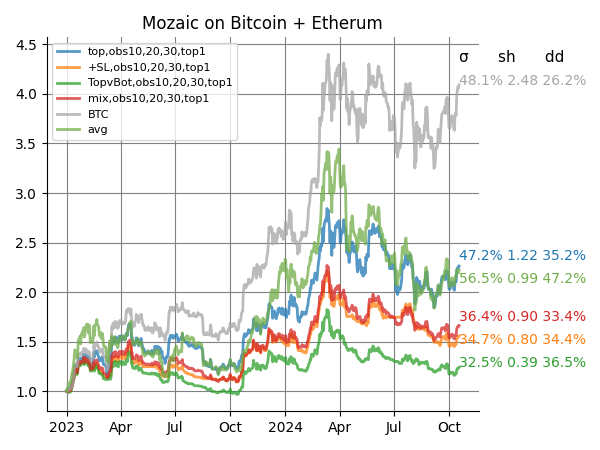 Mozaic on Bitcoin + Etherum
4.5
4.0
3.5
3.0
2.5
2.0
1.5
1.0
top,obs10,20,30,top1
+SL,obs10,20,30,top1
TopvBot,obs10,20,30,top1
mix,obs10,20,30,top1
BTC
avg
σ sh dd
48.1% 2.48 26.2%
47.2% 1.22 35.2%
56.5% 0.99 47.2%
36.4% 0.90 33.4%
34.7% 0.80 34.4%
32.5% 0.39 36.5%
2023 Apr Jul Oct 2024 Apr Jul Oct